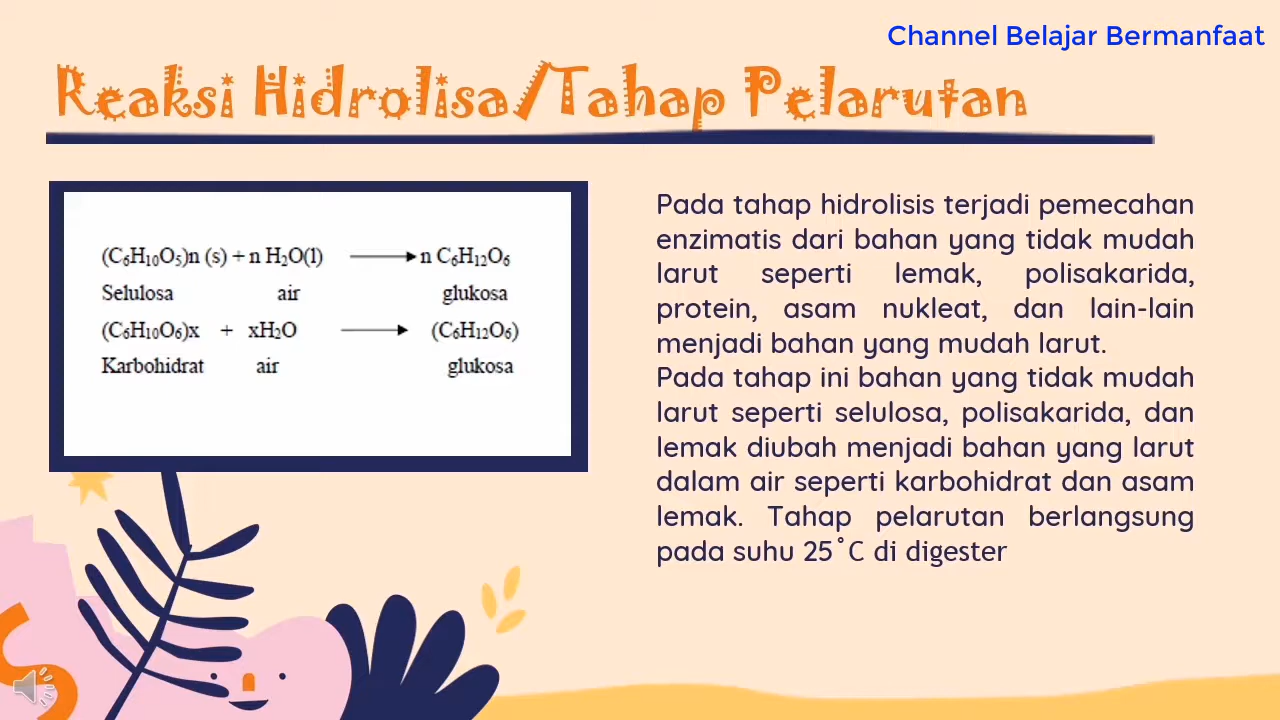 Channel Belajar Bermanfaat
Reaksi Hidrolisa/Tahap Pelarutan
(C₆H₁₀O₅)n (s) + n H₂O(l) ⟶ n C₆H₁₂O₆
Selulosa air glukosa
(C₆H₁₀O₆)x + xH₂O ⟶ (C₆H₁₂O₆)
Karbohidrat air glukosa
Pada tahap hidrolisis terjadi pemecahan
enzimatis dari bahan yang tidak mudah
larut seperti lemak, polisakarida,
protein, asam nukleat, dan lain-lain
menjadi bahan yang mudah larut.
Pada tahap ini bahan yang tidak mudah
larut seperti selulosa, polisakarida, dan
lemak diubah menjadi bahan yang larut
dalam air seperti karbohidrat dan asam
lemak. Tahap pelarutan berlangsung
pada suhu 25˚C di digester